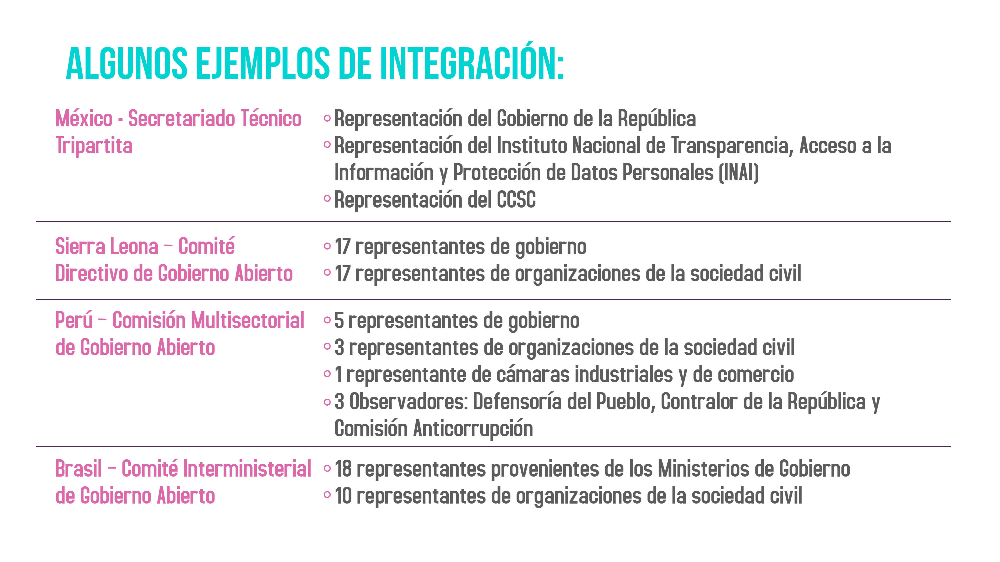 ALGUNOS EJEMPLOS DE INTEGRACIÓN:
México - Secretariado Técnico
Tripartita
Representación del Gobierno de la República
Representación del Instituto Nacional de Transparencia, Acceso a la
Información y Protección de Datos Personales (INAI)
Representación del CCSC
Sierra Leona – Comité
Directivo de Gobierno Abierto
17 representantes de gobierno
17 representantes de organizaciones de la sociedad civil
Perú – Comisión Multisectorial
de Gobierno Abierto
5 representantes de gobierno
3 representantes de organizaciones de la sociedad civil
1 representante de cámaras industriales y de comercio
3 Observadores: Defensoría del Pueblo, Contralor de la República y
Comisión Anticorrupción
Brasil – Comité Interministerial
de Gobierno Abierto
18 representantes provenientes de los Ministerios de Gobierno
10 representantes de organizaciones de la sociedad civil